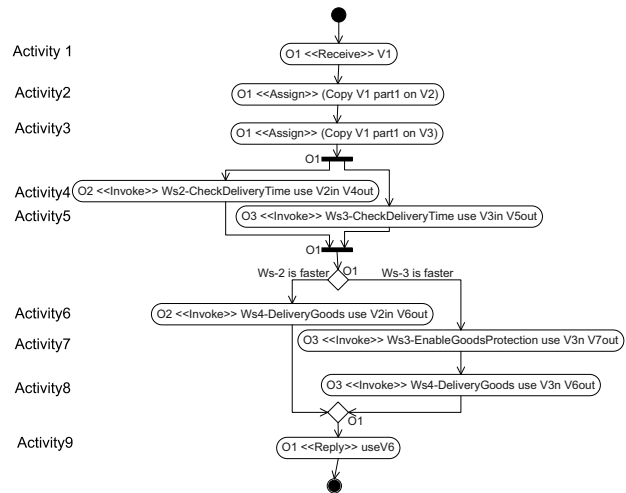 Activity 1
O1 <<Receive>> V1
Activity2
O1 <<Assign>> (Copy V1 part1 on V2)
Activity3
O1 <<Assign>> (Copy V1 part1 on V3)
O1
Activity4
O2 <<Invoke>> Ws2-CheckDeliveryTime use V2in V4out
Activity5
O3 <<Invoke>> Ws3-CheckDeliveryTime use V3in V5out
O1
Ws-2 is faster
O1
Ws-3 is faster
Activity6
O2 <<Invoke>> Ws4-DeliveryGoods use V2in V6out
Activity7
O3 <<Invoke>> Ws3-EnableGoodsProtection use V3n V7out
Activity8
O3 <<Invoke>> Ws4-DeliveryGoods use V3n V6out
O1
Activity9
O1 <<Reply>> useV6